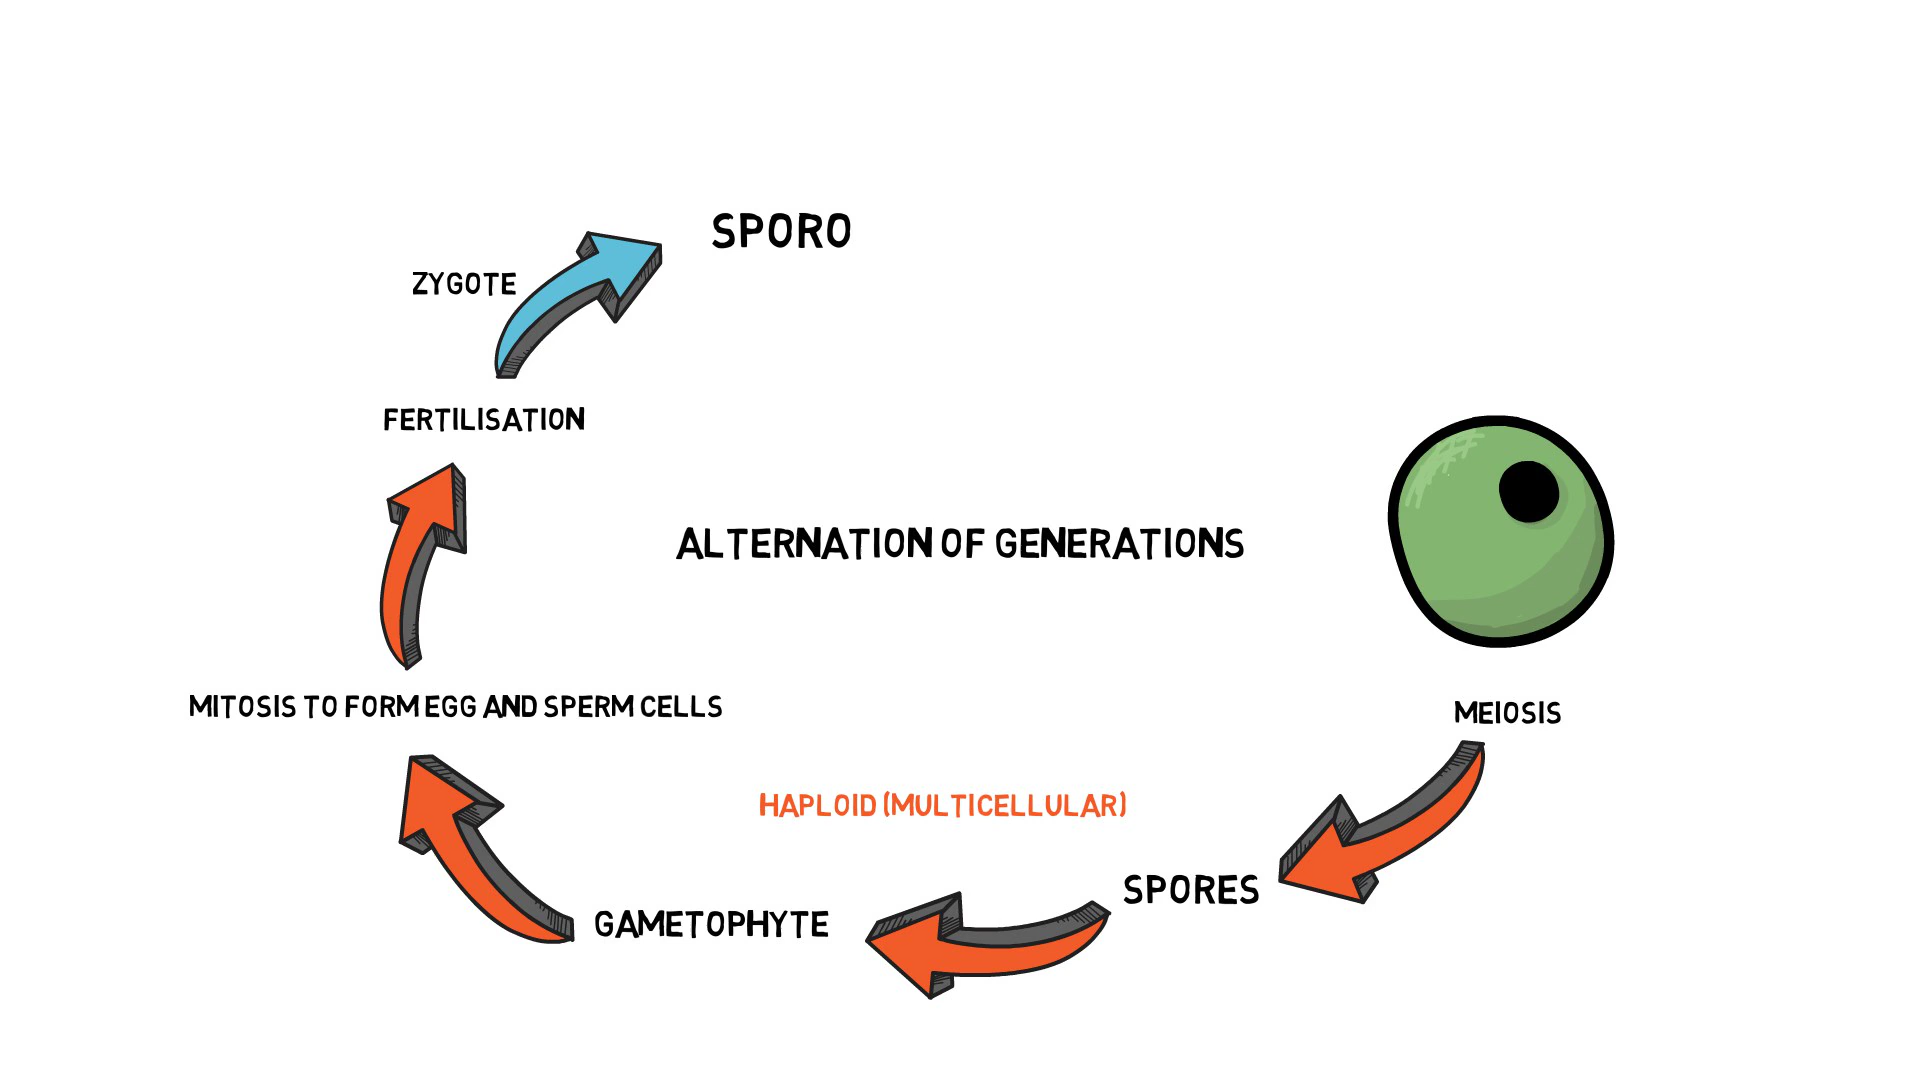 SPORO
ZYGOTE
FERTILISATION
ALTERNATION OF GENERATIONS
MITOSIS TO FORM EGG AND SPERM CELLS
MEIOSIS
HAPLOID (MULTICELLULAR)
SPORES
GAMETOPHYTE